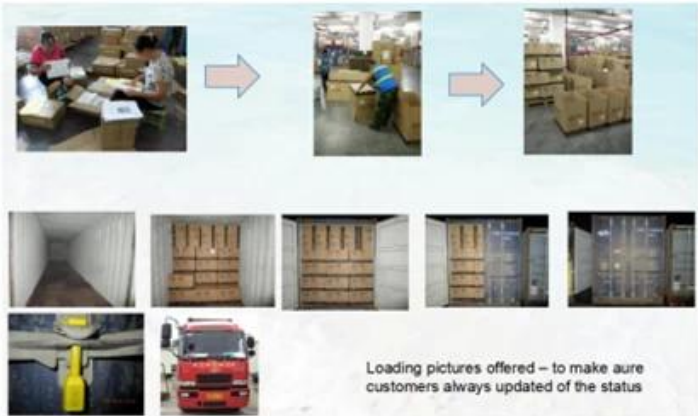 Loading pictures offered – to make aure
customers always updated of the status